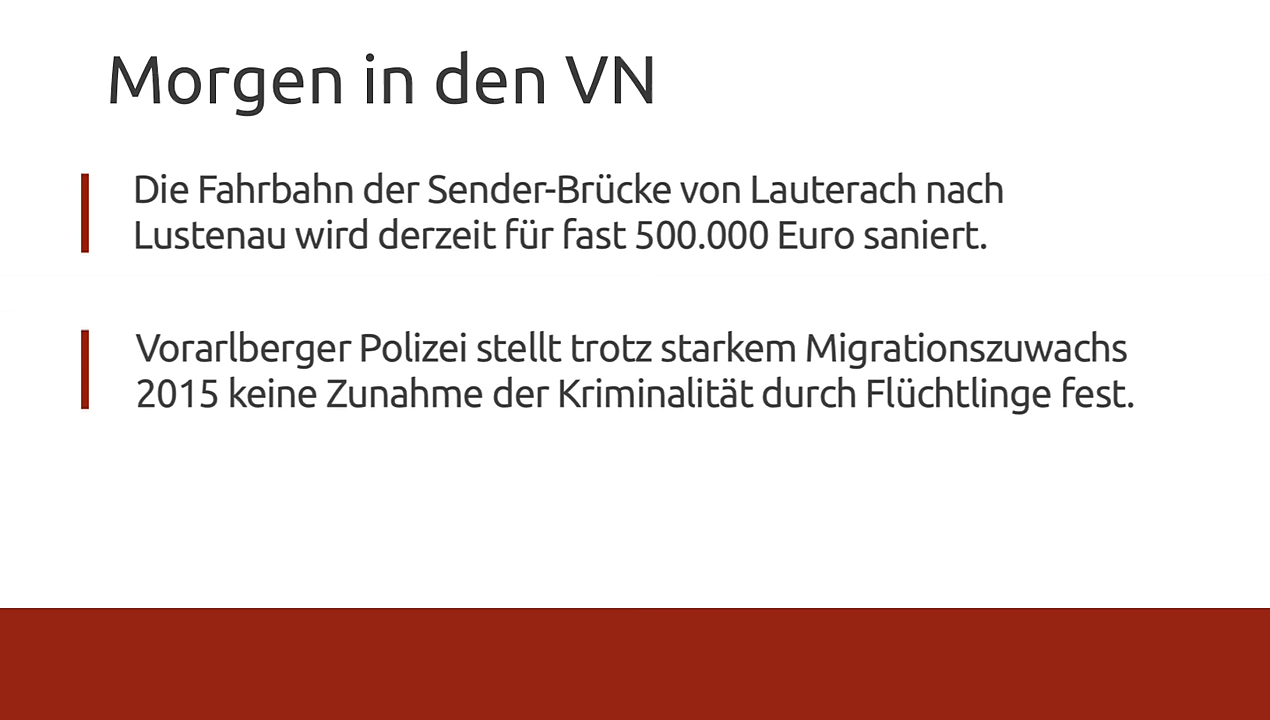 Morgen in den VN
Die Fahrbahn der Sender-Brücke von Lauterach nach
Lustenau wird derzeit für fast 500.000 Euro saniert.
Vorarlberger Polizei stellt trotz starkem Migrationszuwachs
2015 keine Zunahme der Kriminalität durch Flüchtlinge fest.